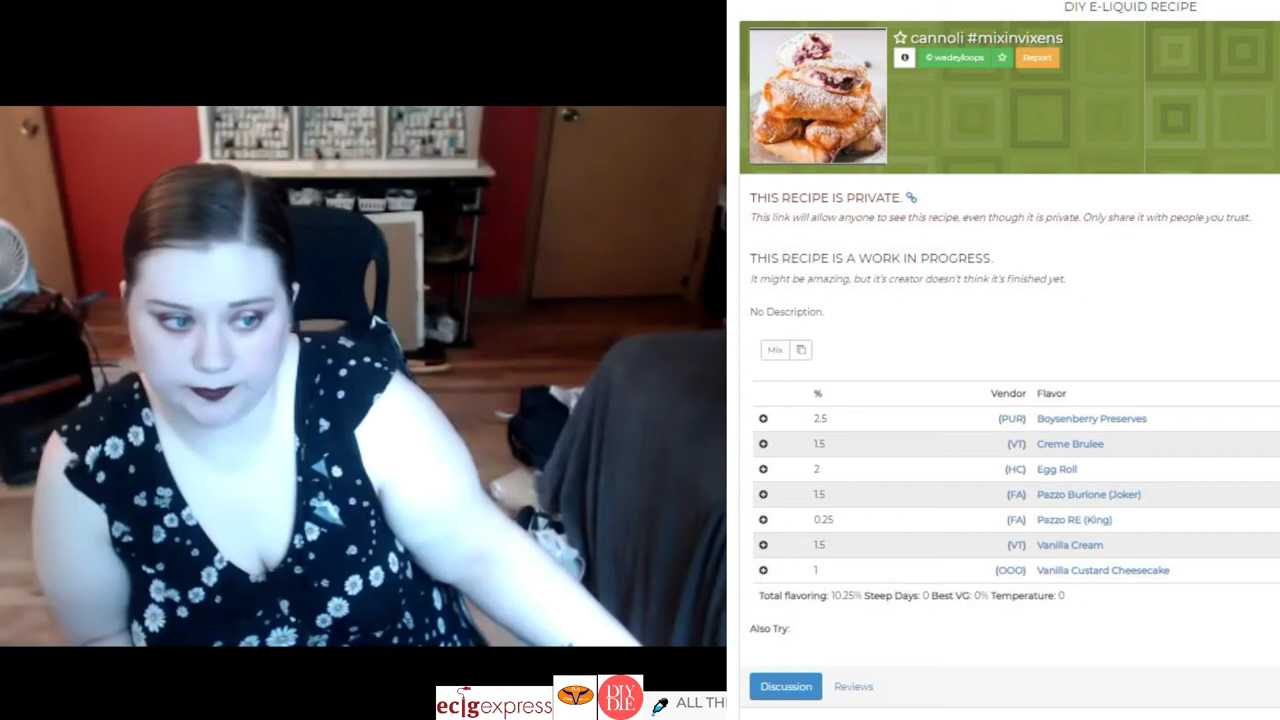 DIY E-LIQUID RECIPE
cannoli #mixinvixens
© wadeyloops
Report
THIS RECIPE IS PRIVATE.
This link will allow anyone to see this recipe, even though it is private. Only share it with people you trust.
THIS RECIPE IS A WORK IN PROGRESS.
It might be amazing, but it's creator doesn't think it's finished yet.
No Description.
Mix
% Vendor Flavor
2.5 (PUR) Boysenberry Preserves
1.5 (VT) Creme Brulee
2 (HC) Egg Roll
1.5 (FA) Pazzo Burlone (Joker)
0.25 (FA) Pazzo RE (King)
1.5 (VT) Vanilla Cream
1 (OOO) Vanilla Custard Cheesecake
Total flavoring: 10.25% Steep Days: 0 Best VG: 0% Temperature: 0
Also Try:
Discussion Reviews
ecigexpress
DIY
OR
DIE
ALL TH